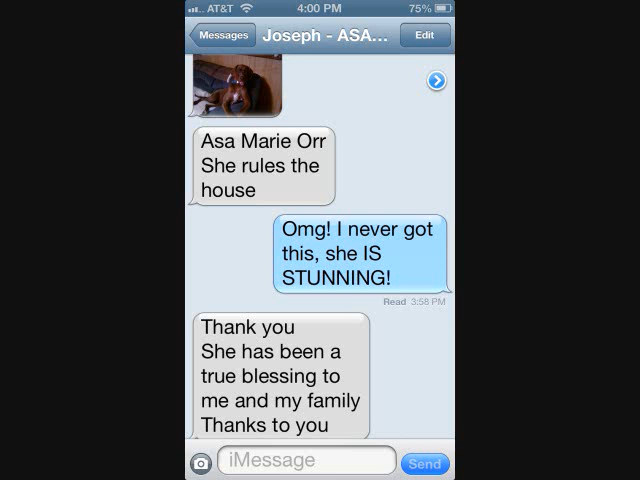 AT&T 4:00 PM 75%
Messages Joseph - ASA... Edit
Asa Marie Orr
She rules the
house
Omg! I never got
this, she IS
STUNNING!
Read 3:58 PM
Thank you
She has been a
true blessing to
me and my family
Thanks to you
iMessage Send